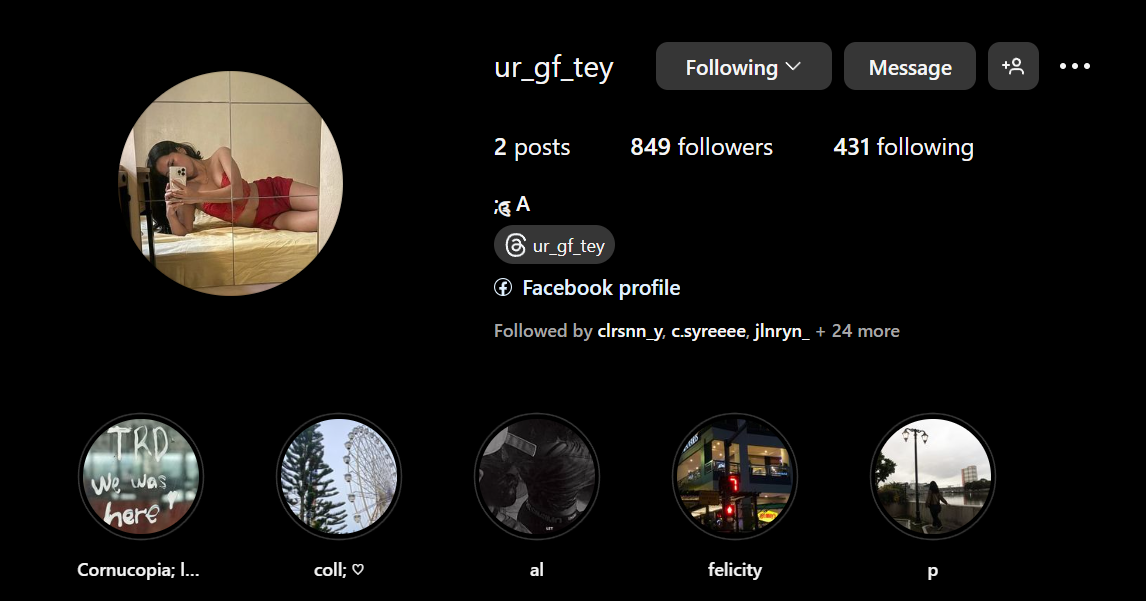 ur_gf_tey Following Message
2 posts 849 followers 431 following
A
ur_gf_tey
Facebook profile
Followed by clrsnn_y, c.syreeee, jlnryn_ + 24 more
TRD
we was
here
7
Cornucopia; l... coll; ♡ al felicity p